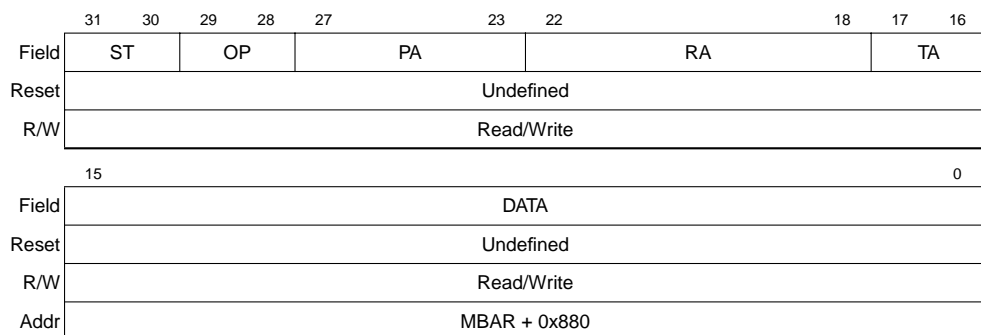 31 30 29 28 27 23 22 18 17 16
Field ST OP PA RA TA
Reset Undefined
R/W Read/Write
15 0
Field DATA
Reset Undefined
R/W Read/Write
Addr MBAR + 0x880